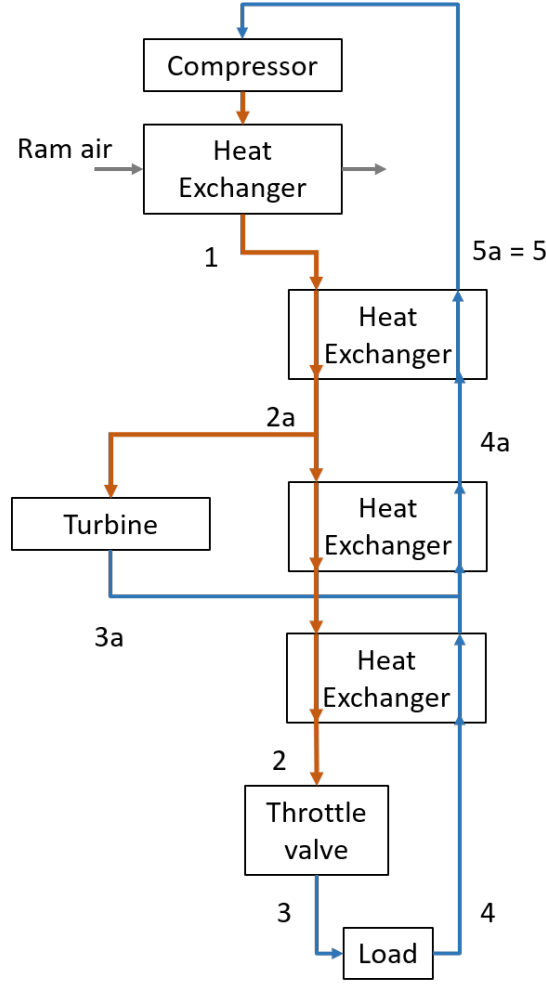 Compressor
Ram air
Heat
Exchanger
1
5a = 5
Heat
Exchanger
2a
4a
Turbine
Heat
Exchanger
3a
Heat
Exchanger
2
Throttle
valve
3
4
Load